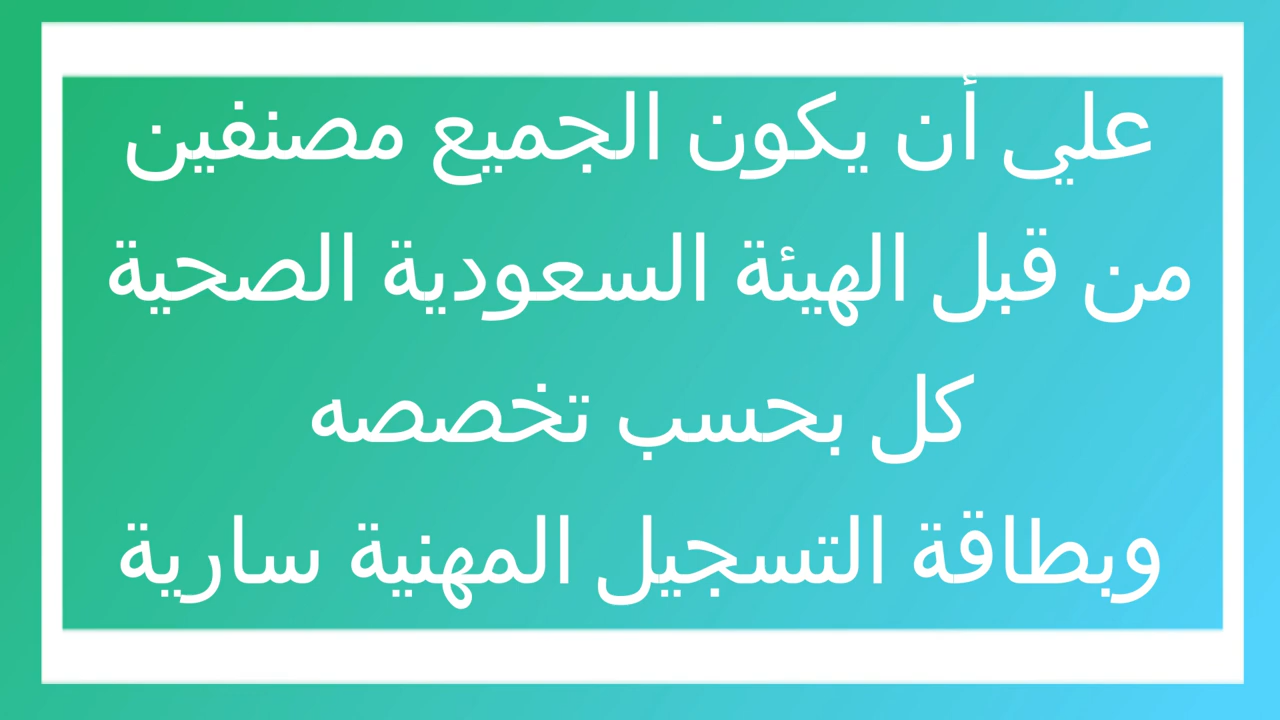 علي أن يكون الجميع مصنفين
من قبل الهيئة السعودية الصحية
كل بحسب تخصصه
وبطاقة التسجيل المهنية سارية